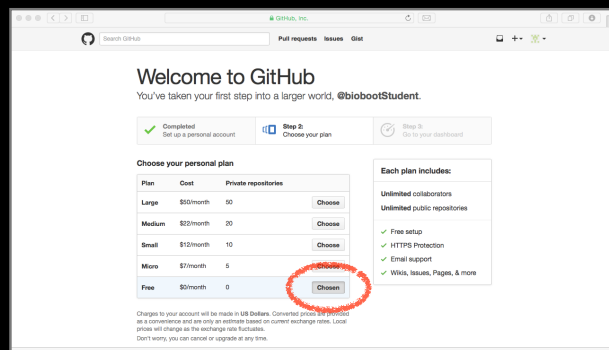 GitHub, Inc.
Search GitHub
Pull requests Issues Gist
Welcome to GitHub
You've taken your first step into a larger world, @biobootStudent.
Completed
Set up a personal account
Step 2:
Choose your plan
Step 3:
Go to your dashboard
Choose your personal plan
Plan Cost Private repositories
Large $50/month 50 Choose
Medium $22/month 20 Choose
Small $12/month 10 Choose
Micro $7/month 5 Choose
Free $0/month 0 Chosen
Charges to your account will be made in US Dollars. Converted prices are provided
as a convenience and are only an estimate based on current exchange rates. Local
prices will change as the exchange rate fluctuates.
Don't worry, you can cancel or upgrade at any time.
Each plan includes:
Unlimited collaborators
Unlimited public repositories
Free setup
HTTPS Protection
Email support
Wikis, Issues, Pages, & more